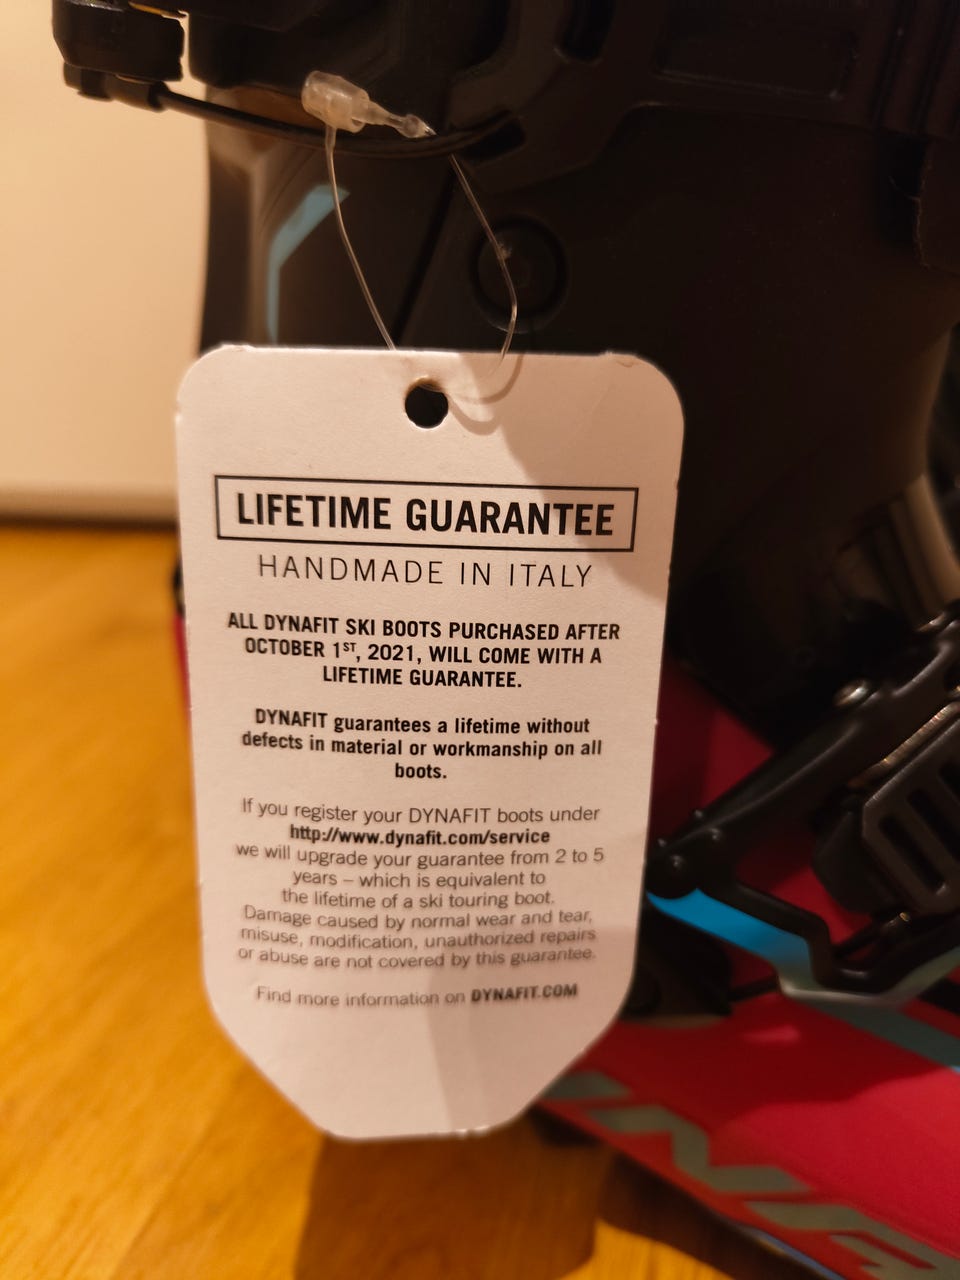 LIFETIME GUARANTEE
HANDMADE IN ITALY
ALL DYNAFIT SKI BOOTS PURCHASED AFTER
OCTOBER 1ST, 2021, WILL COME WITH A
LIFETIME GUARANTEE.
DYNAFIT guarantees a lifetime without
defects in material or workmanship on all
boots.
If you register your DYNAFIT boots under
http://www.dynafit.com/service
we will upgrade your guarantee from 2 to 5
years – which is equivalent to
the lifetime of a ski touring boot.
Damage caused by normal wear and tear,
misuse, modification, unauthorized repairs
or abuse are not covered by this guarantee.
Find more information on DYNAFIT.COM